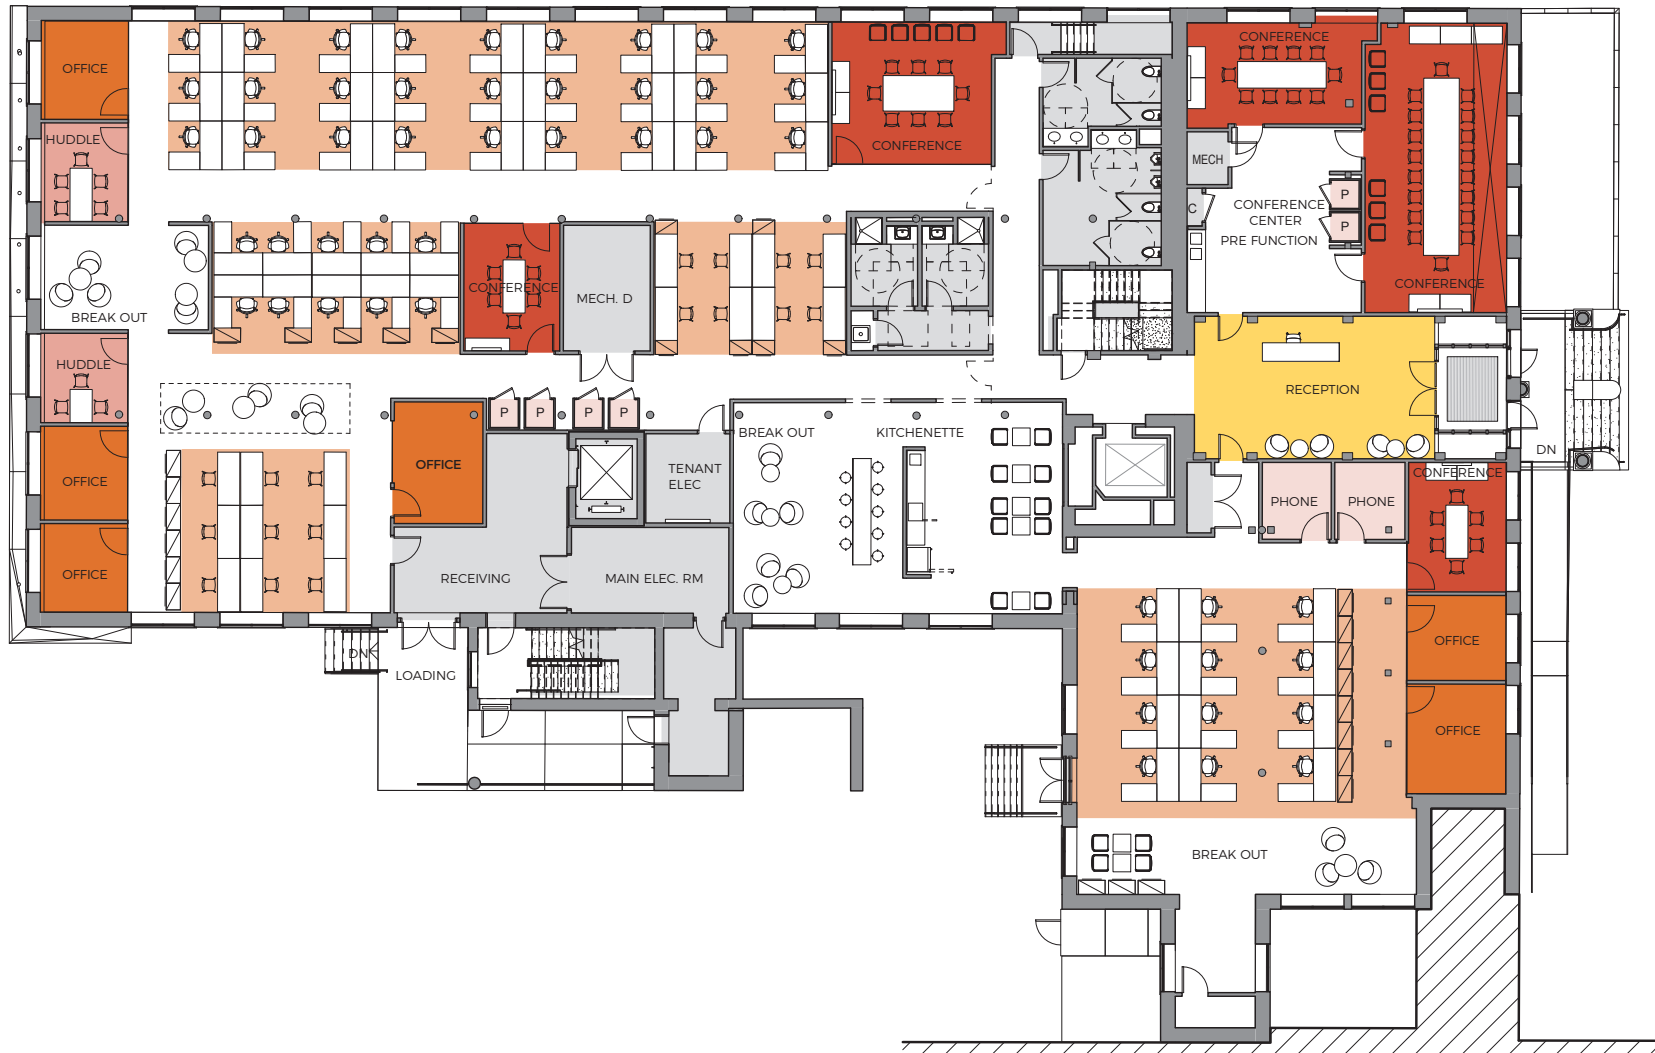 OFFICE
HUDDLE
CONFERENCE
CONFERENCE
MECH
C
CONFERENCE
CENTER
PRE FUNCTION
P
P
CONFERENCE
BREAK OUT
CONFERENCE
MECH. D
HUDDLE
RECEPTION
P
P
P
P
OFFICE
OFFICE
TENANT
ELEC
BREAK OUT
KITCHENETTE
PHONE
PHONE
CONFERENCE
DN
OFFICE
RECEIVING
MAIN ELEC. RM
DN
LOADING
OFFICE
OFFICE
BREAK OUT